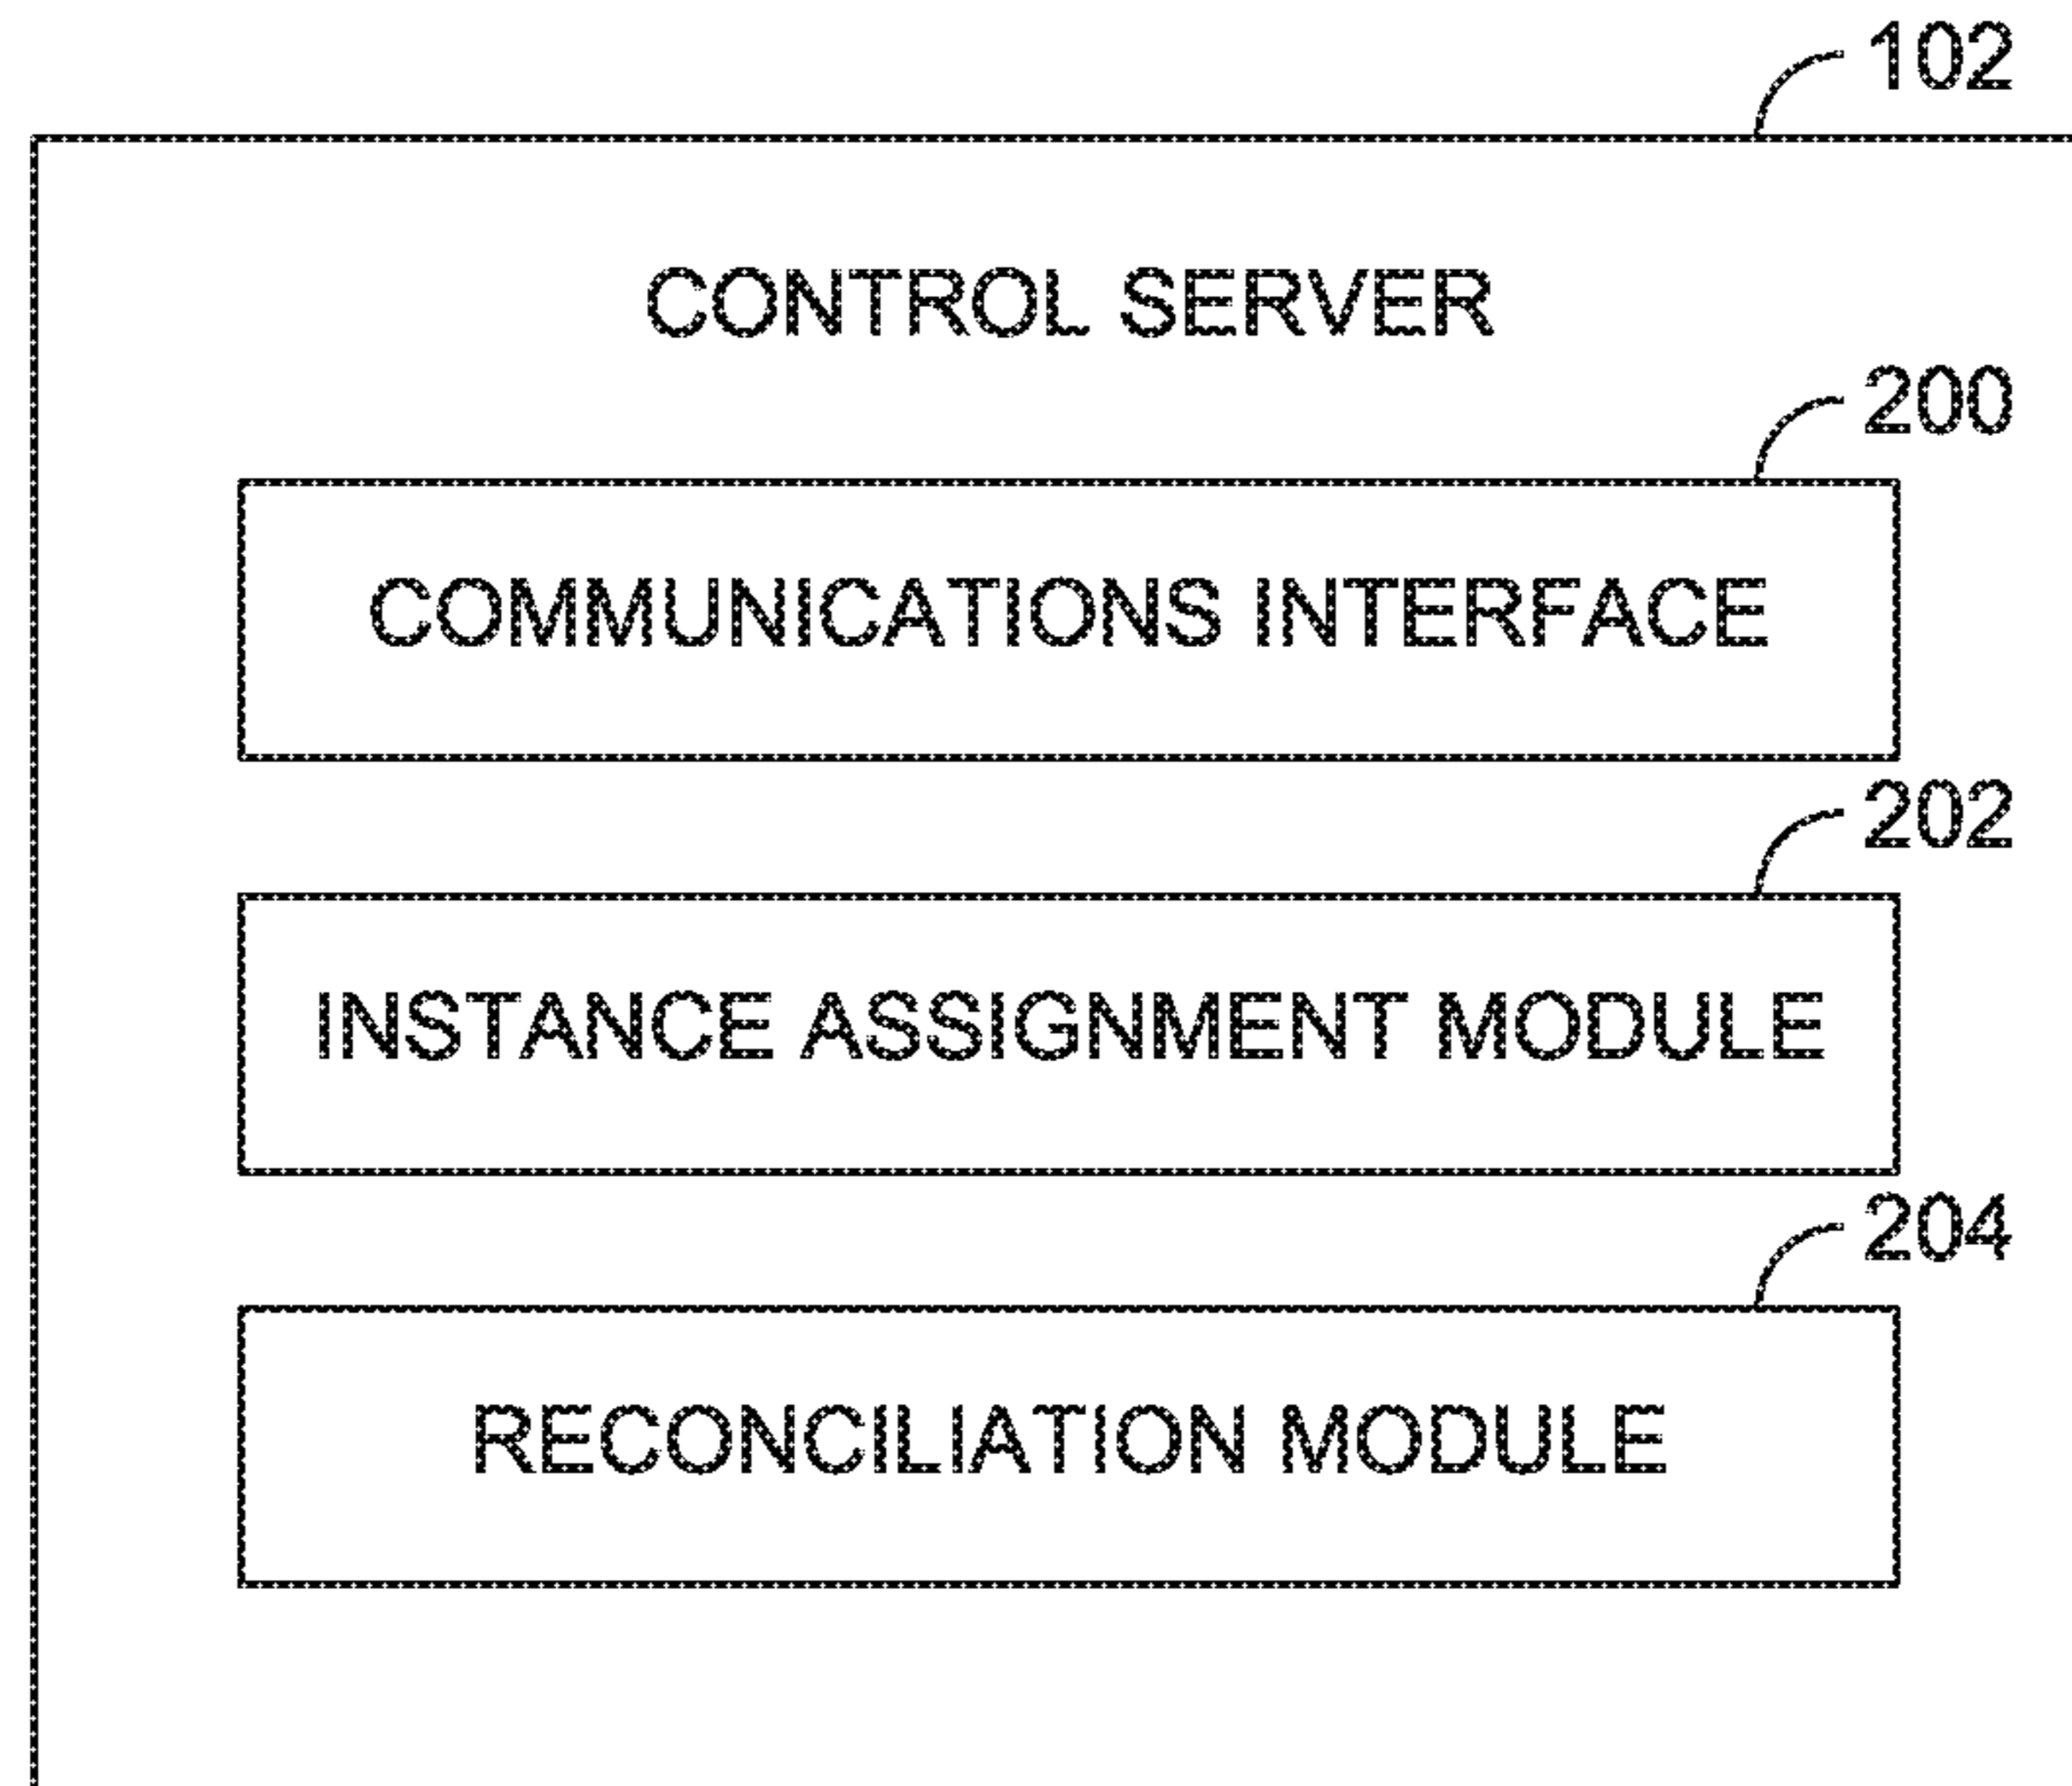 102
CONTROL SERVER
200
COMMUNICATIONS INTERFACE
202
INSTANCE ASSIGNMENT MODULE
204
RECONCILIATION MODULE